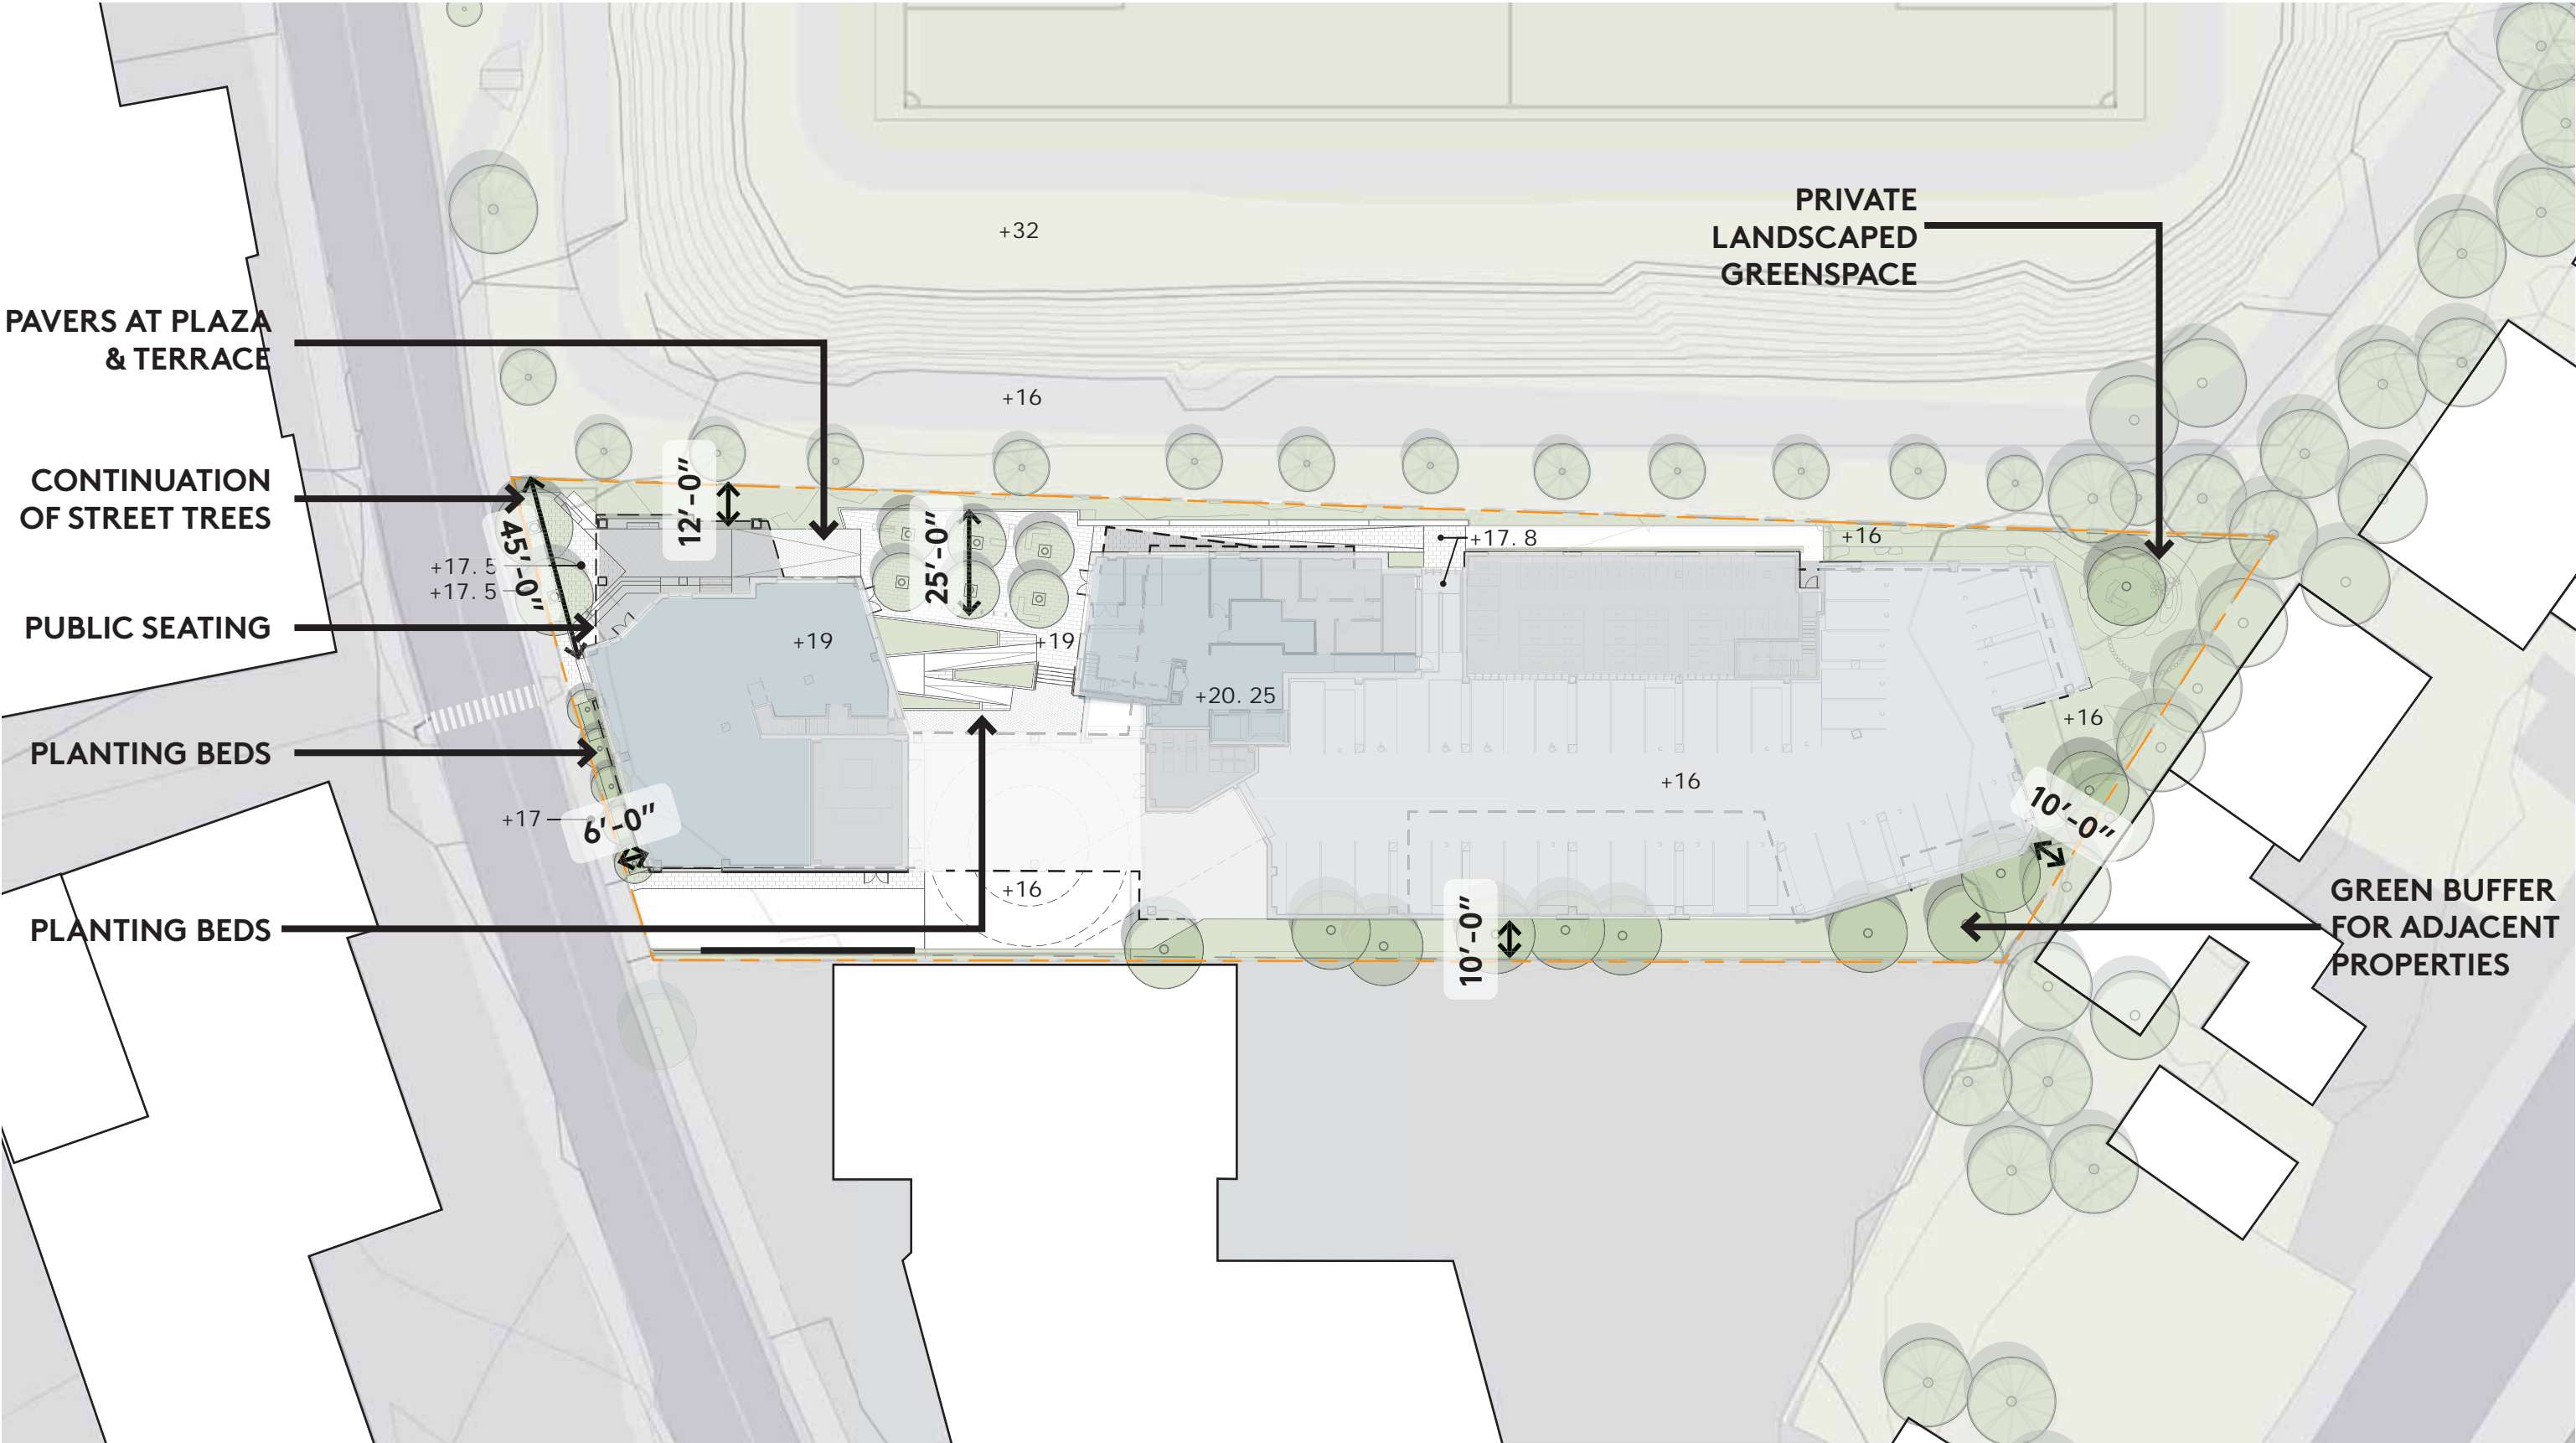 PRIVATE
LANDSCAPED
GREENSPACE
+32
PAVERS AT PLAZA
& TERRACE
+16
CONTINUATION
OF STREET TREES
12'-0"
45'-0"
25'-0"
+17. 8
+16
+17. 5
+17. 5
PUBLIC SEATING
+19
+19
+20. 25
+16
PLANTING BEDS
+16
+17
6'-0"
10'-0"
+16
PLANTING BEDS
10'-0"
GREEN BUFFER
FOR ADJACENT
PROPERTIES